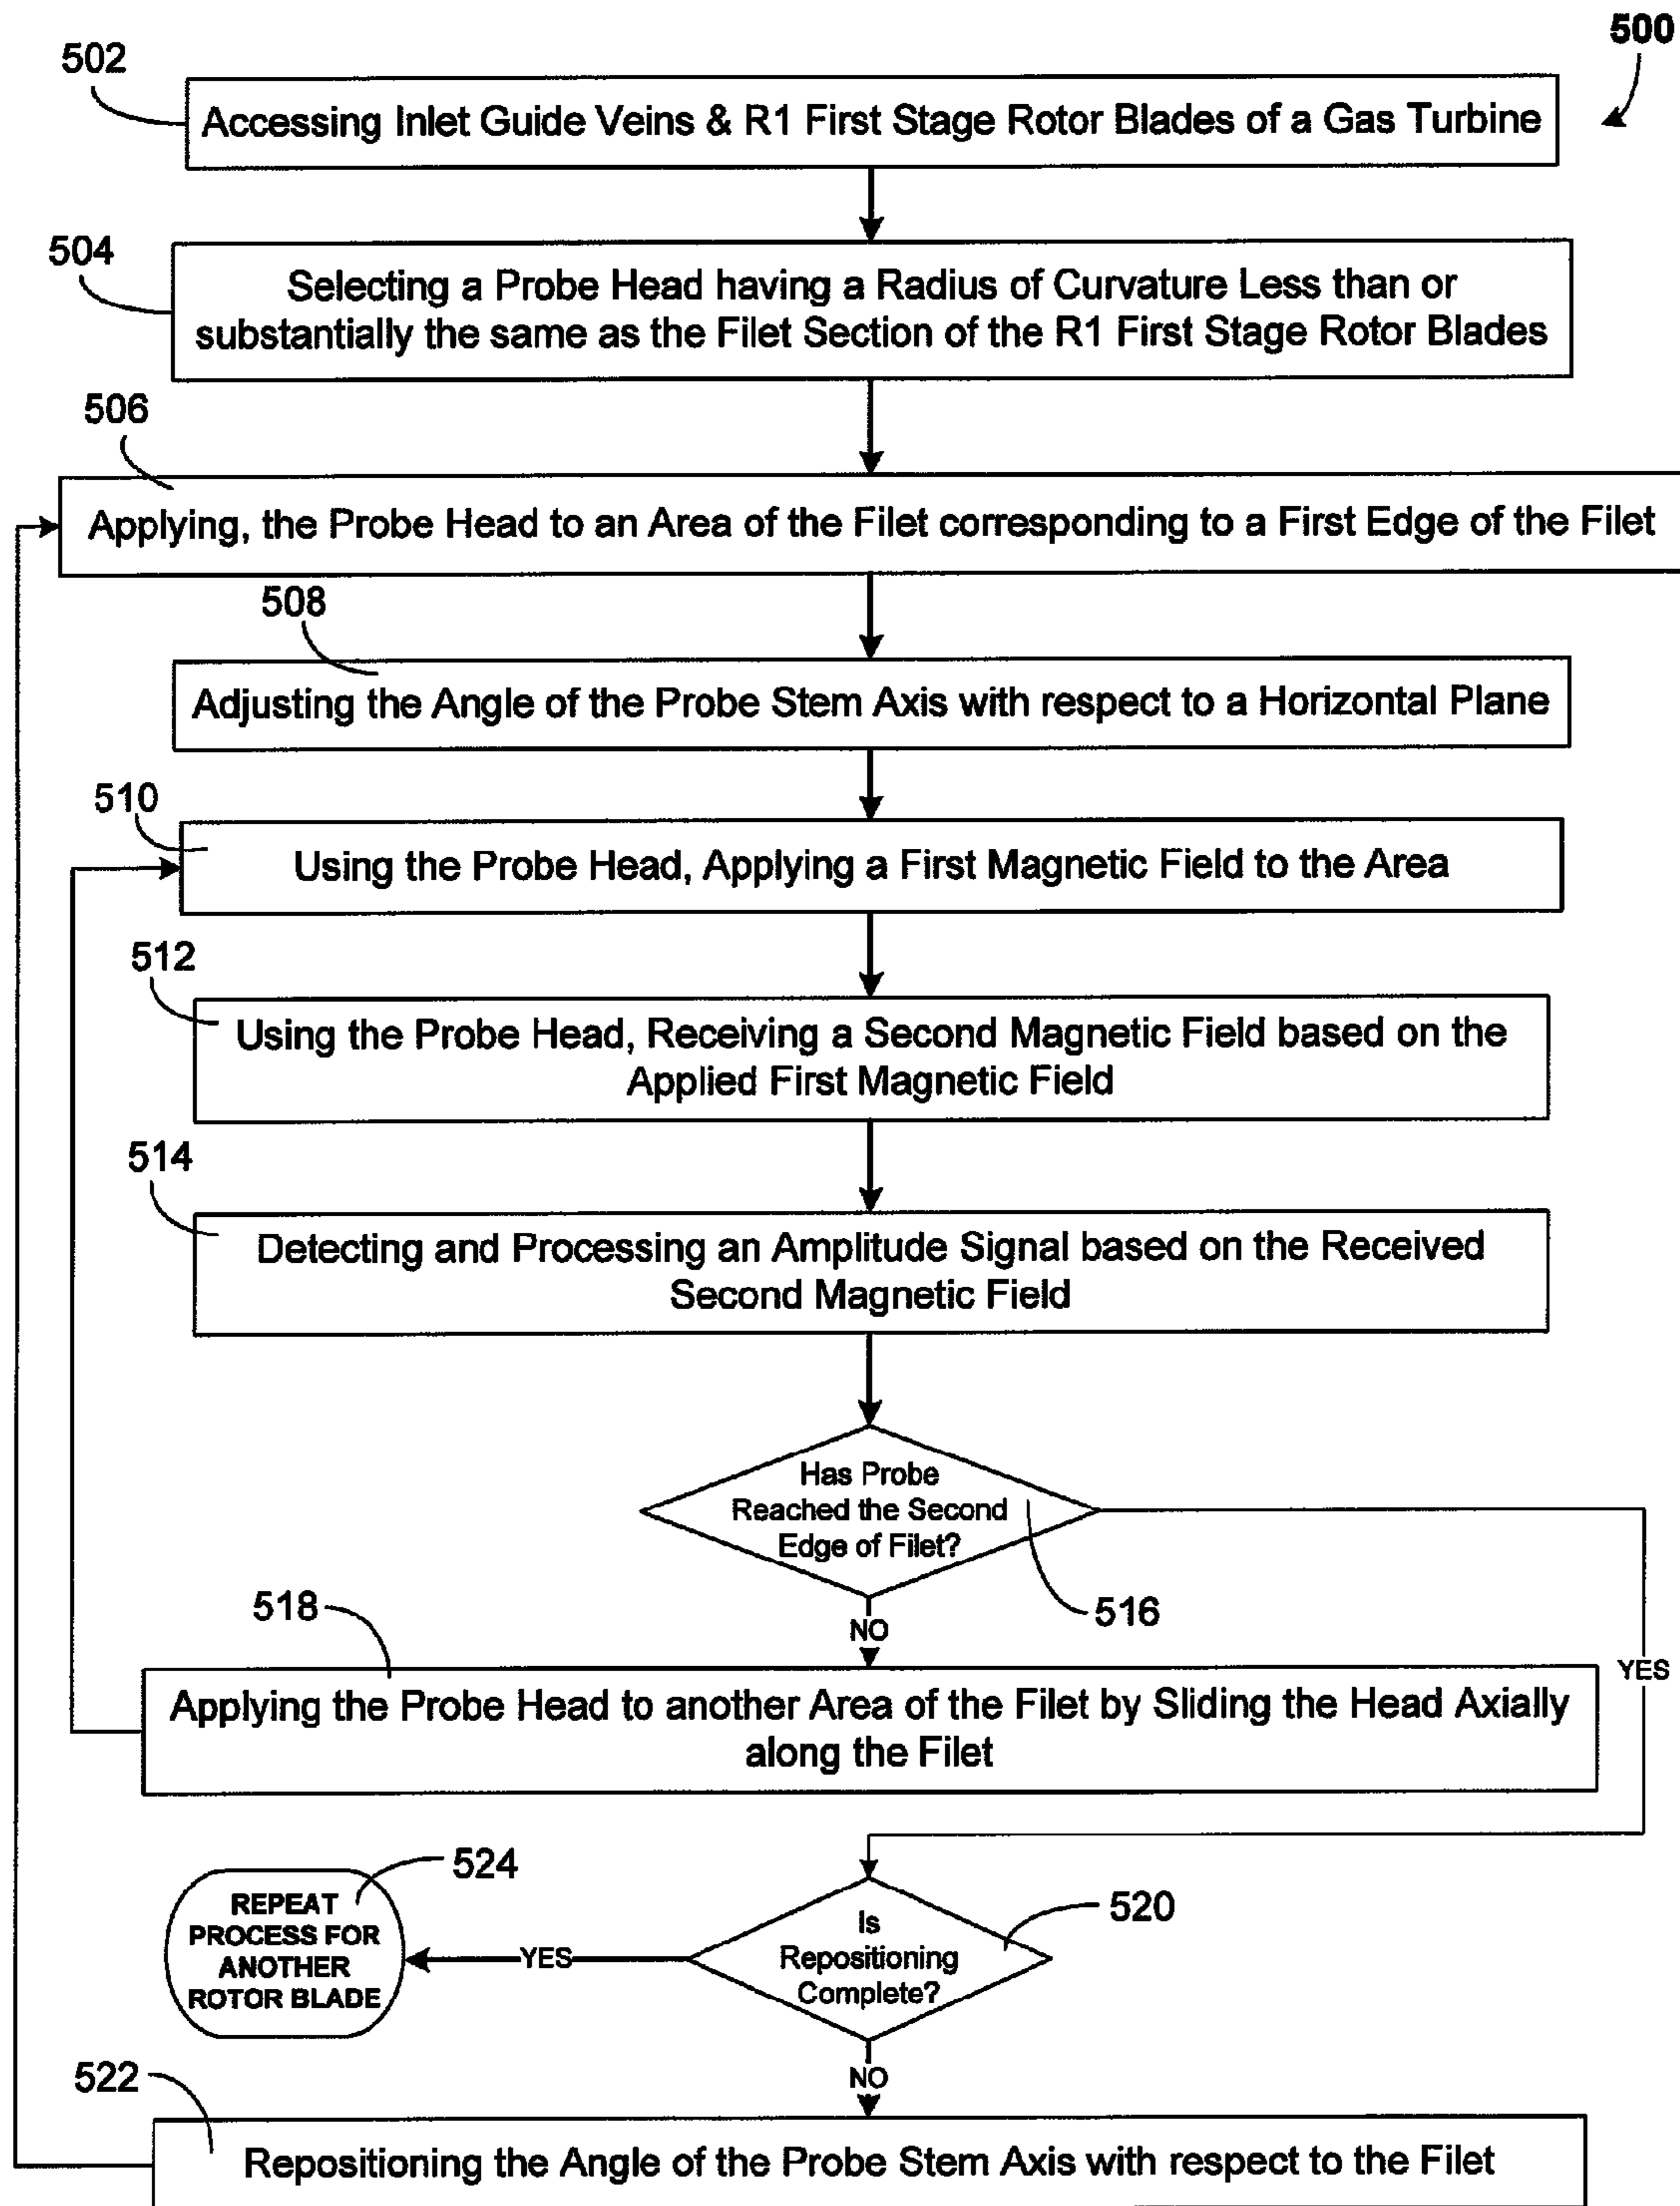 500
502
Accessing Inlet Guide Veins & R1 First Stage Rotor Blades of a Gas Turbine
504
Selecting a Probe Head having a Radius of Curvature Less than or
substantially the same as the Filet Section of the R1 First Stage Rotor Blades
506
Applying, the Probe Head to an Area of the Filet corresponding to a First Edge of the Filet
508
Adjusting the Angle of the Probe Stem Axis with respect to a Horizontal Plane
510
Using the Probe Head, Applying a First Magnetic Field to the Area
512
Using the Probe Head, Receiving a Second Magnetic Field based on the
Applied First Magnetic Field
514
Detecting and Processing an Amplitude Signal based on the Received
Second Magnetic Field
Has Probe
Reached the Second
Edge of Filet?
516
NO
YES
518
Applying the Probe Head to another Area of the Filet by Sliding the Head Axially
along the Filet
524
REPEAT
PROCESS FOR
ANOTHER
ROTOR BLADE
YES
Is
Repositioning
Complete?
520
NO
522
Repositioning the Angle of the Probe Stem Axis with respect to the Filet